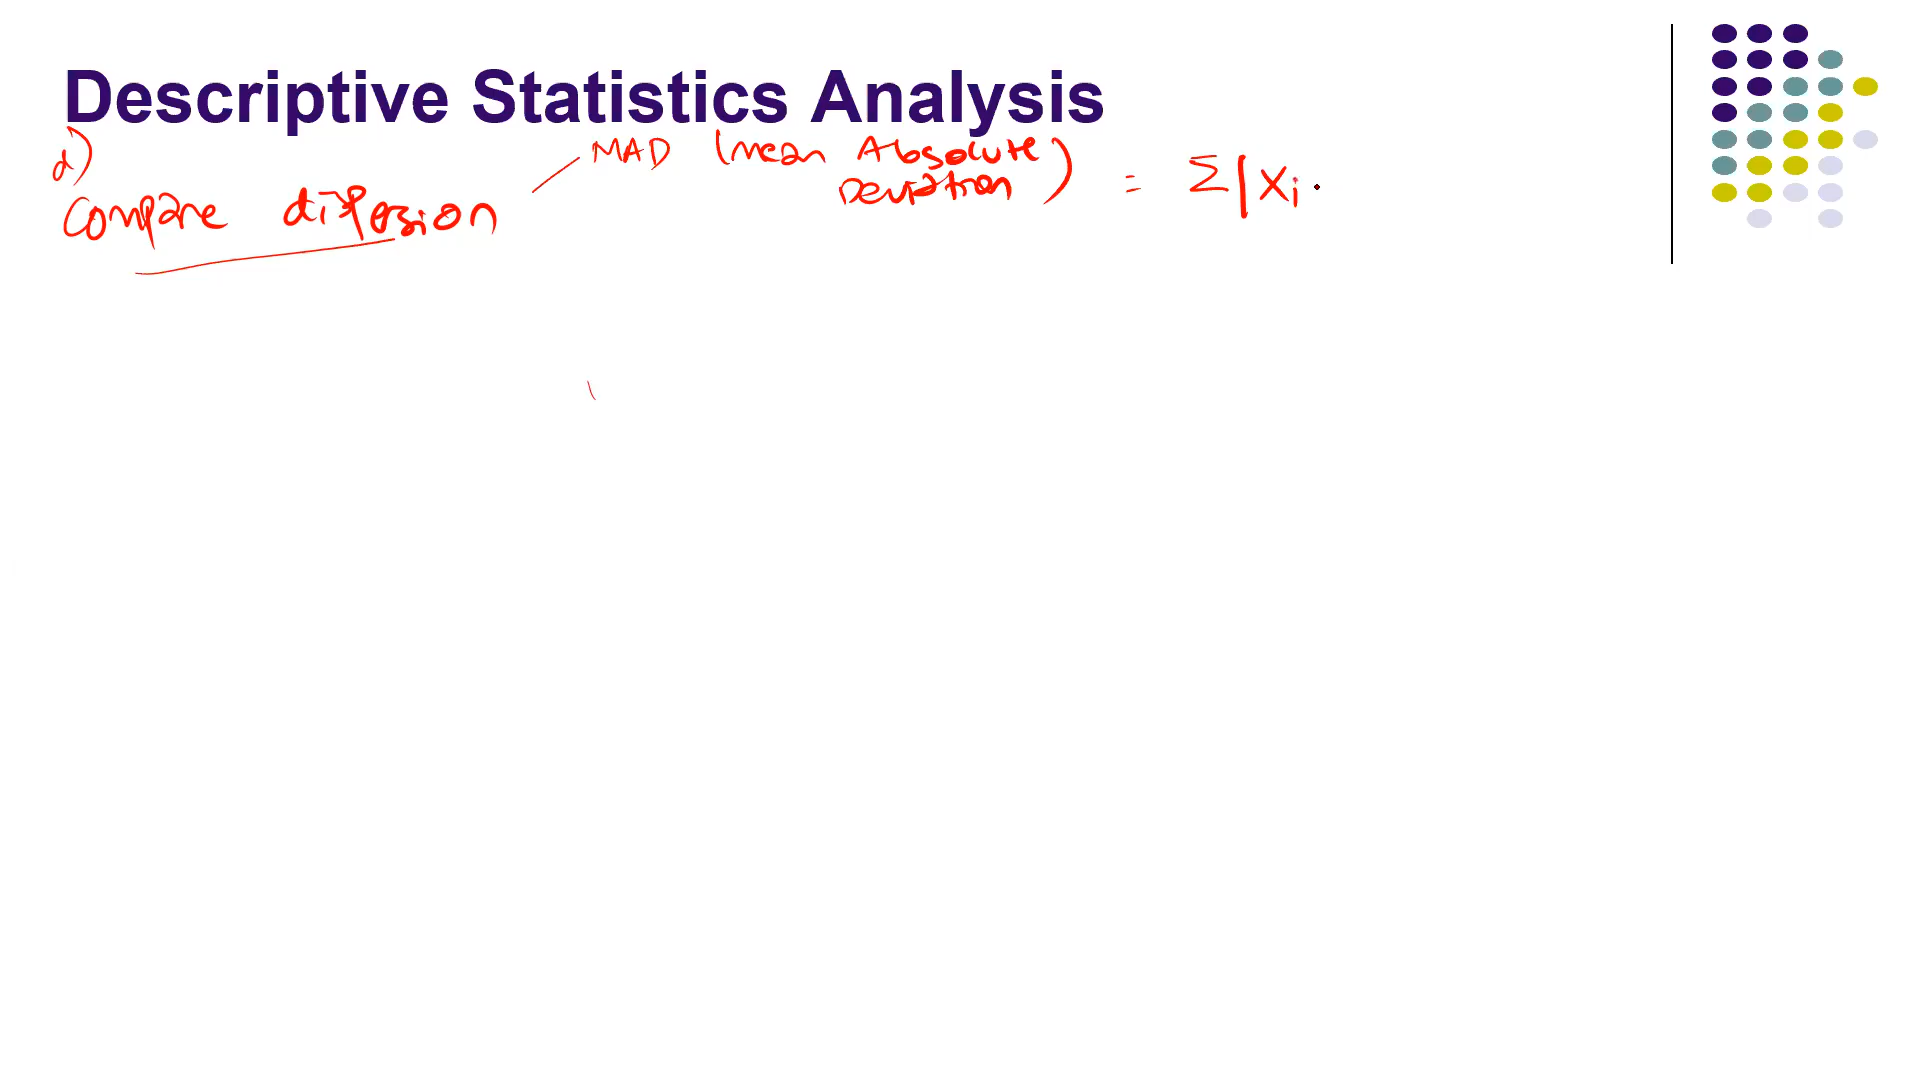 Descriptive Statistics Analysis
d)
MAD (mean Absolute
Deviation) = Σ|Xi
Compare dispersion